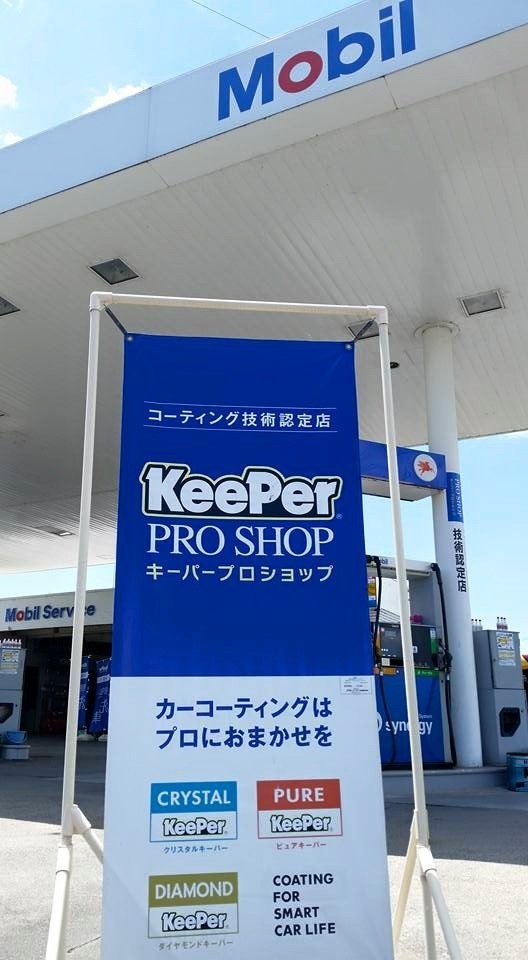 Mobil
コーティング技術認定店
KeePer
PRO SHOP
キーパープロショップ
カーコーティングは
プロにおまかせを
CRYSTAL
KeePer
クリスタルキーパー
PURE
KeePer
ピュアキーパー
DIAMOND
KeePer
ダイヤモンドキーパー
COATING
FOR
SMART
CAR LIFE
Mobil Service
PRO SHOP
技術認定店
Mobil
synergy